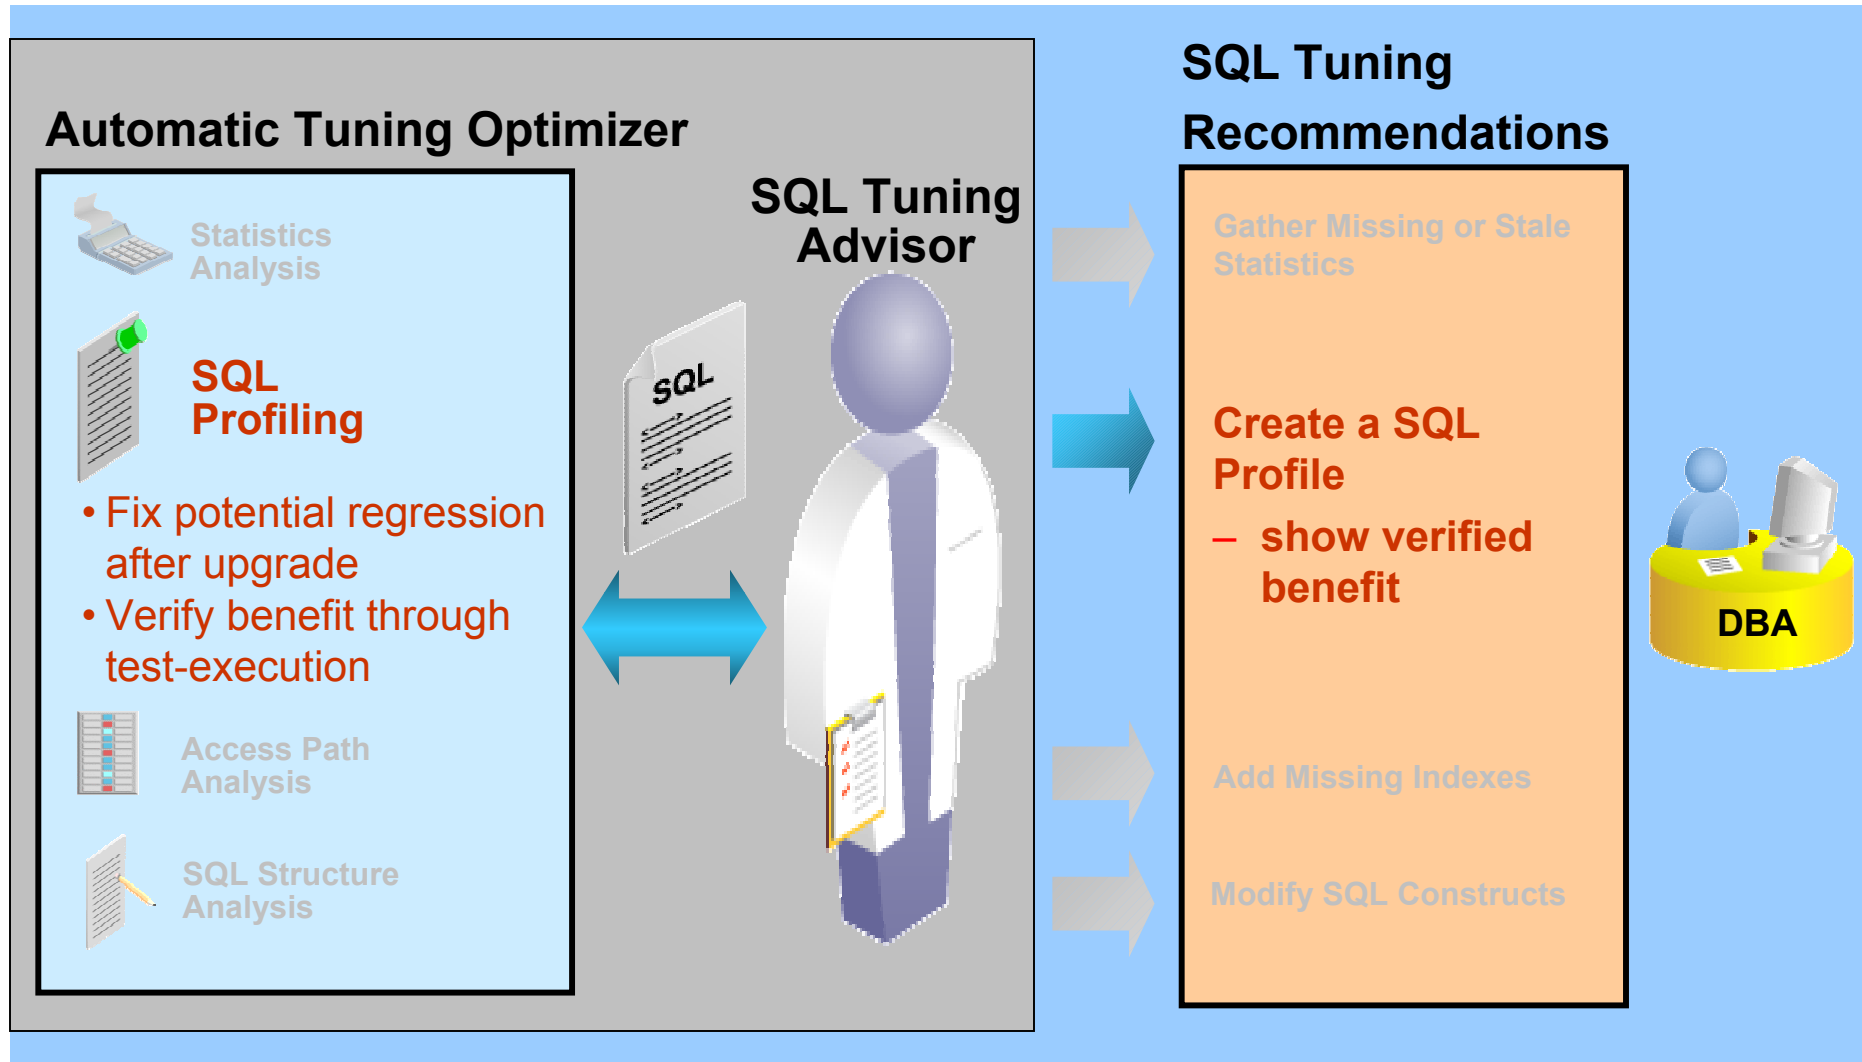 Automatic Tuning Optimizer
Statistics
Analysis
SQL
Profiling
• Fix potential regression
after upgrade
• Verify benefit through
test-execution
Access Path
Analysis
SQL Structure
Analysis
SQL
SQL Tuning
Advisor
SQL Tuning
Recommendations
Gather Missing or Stale
Statistics
Create a SQL
Profile
– show verified
benefit
Add Missing Indexes
Modify SQL Constructs
DBA